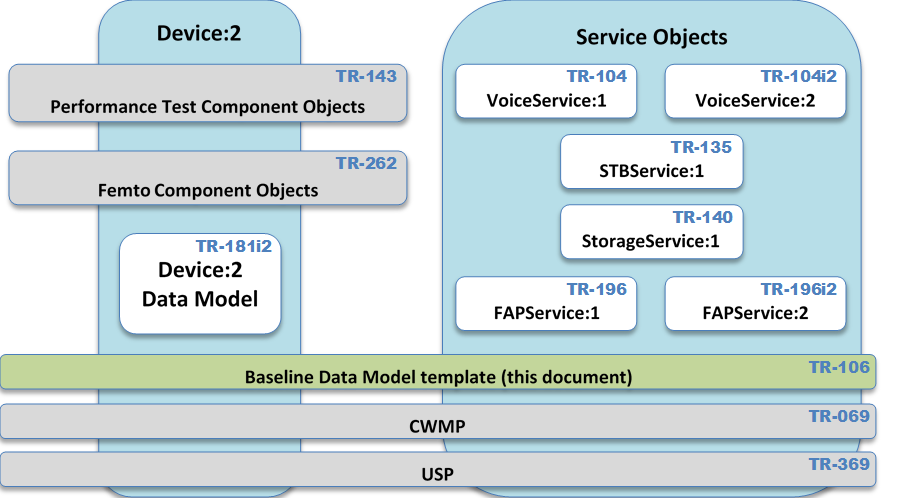 Device:2
Service Objects
TR-143
Performance Test Component Objects
TR-104
VoiceService:1
TR-104i2
VoiceService:2
TR-135
STBService:1
TR-262
Femto Component Objects
TR-140
StorageService:1
TR-181i2
Device:2
Data Model
TR-196
FAPService:1
TR-196i2
FAPService:2
TR-106
Baseline Data Model template (this document)
TR-069
CWMP
TR-369
USP